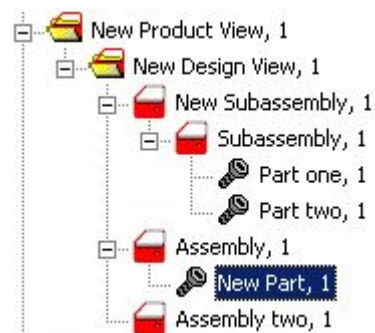 New Product View, 1
New Design View, 1
New Subassembly, 1
Subassembly, 1
Part one, 1
Part two, 1
Assembly, 1
New Part, 1
Assembly two, 1